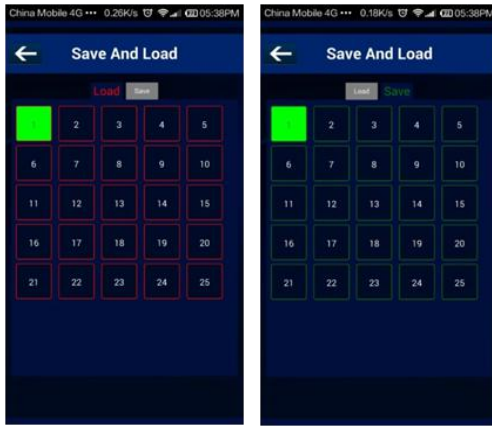 China Mobile 4G ••• 0.26K/s 05:38PM
Save And Load
Load Save
1 2 3 4 5
6 7 8 9 10
11 12 13 14 15
16 17 18 19 20
21 22 23 24 25
China Mobile 4G ••• 0.18K/s 05:38PM
Save And Load
Load Save
1 2 3 4 5
6 7 8 9 10
11 12 13 14 15
16 17 18 19 20
21 22 23 24 25